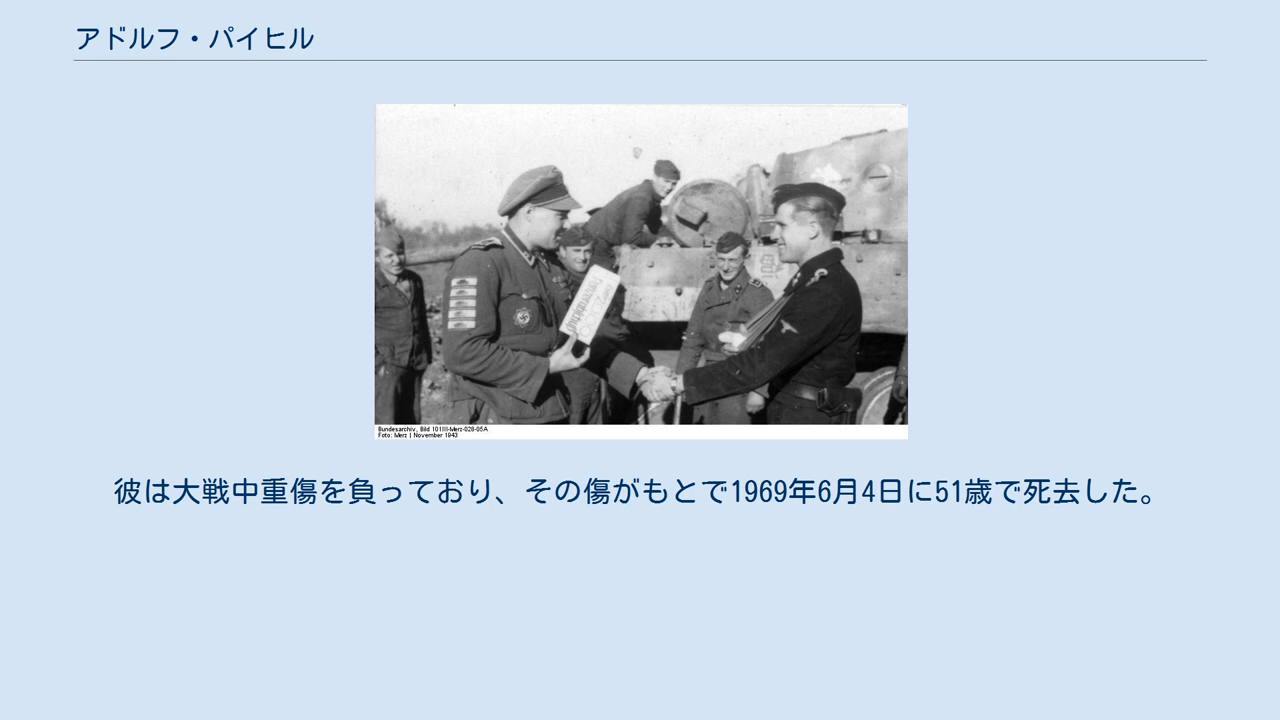 アドルフ・パイヒル
Bundesarchiv, Bild 101III-Merz-028-05A
Foto: Merz | November 1943
彼は大戦中重傷を負っており、その傷がもとで1969年6月4日に51歳で死去した。